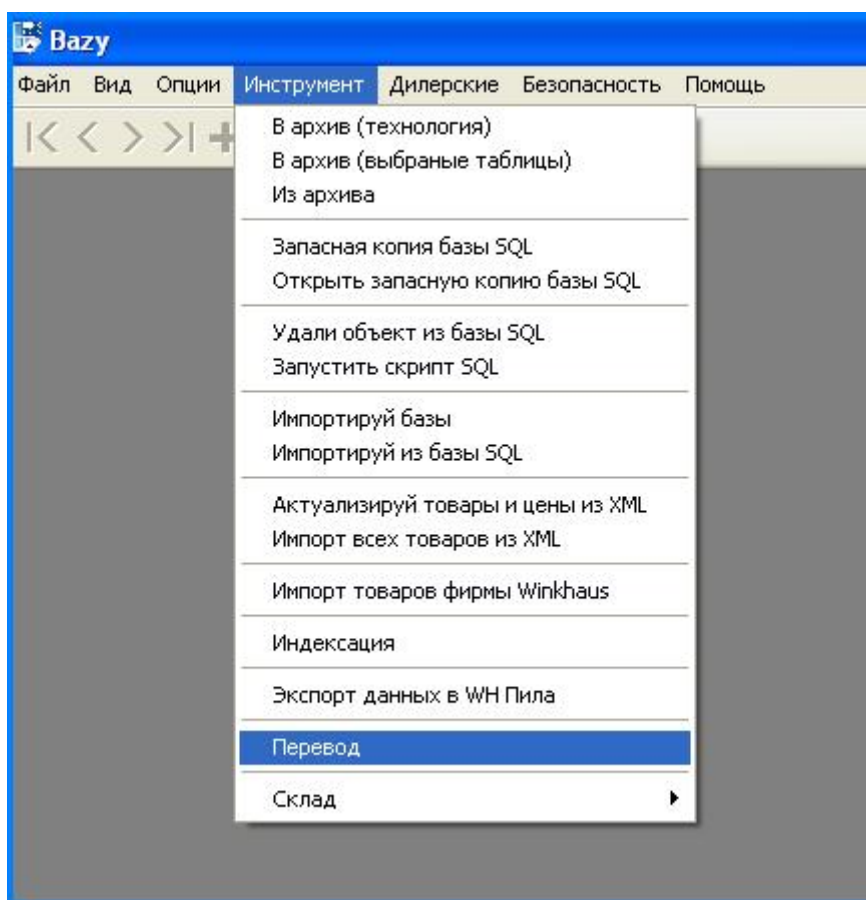 Bazy
Файл Вид Опции Инструмент Дилерские Безопасность Помощь
В архив (технология)
В архив (выбраные таблицы)
Из архива
Запасная копия базы SQL
Открыть запасную копию базы SQL
Удали объект из базы SQL
Запустить скрипт SQL
Импортируй базы
Импортируй из базы SQL
Актуализируй товары и цены из XML
Импорт всех товаров из XML
Импорт товаров фирмы Winkhaus
Индексация
Экспорт данных в WH Пила
Перевод
Склад